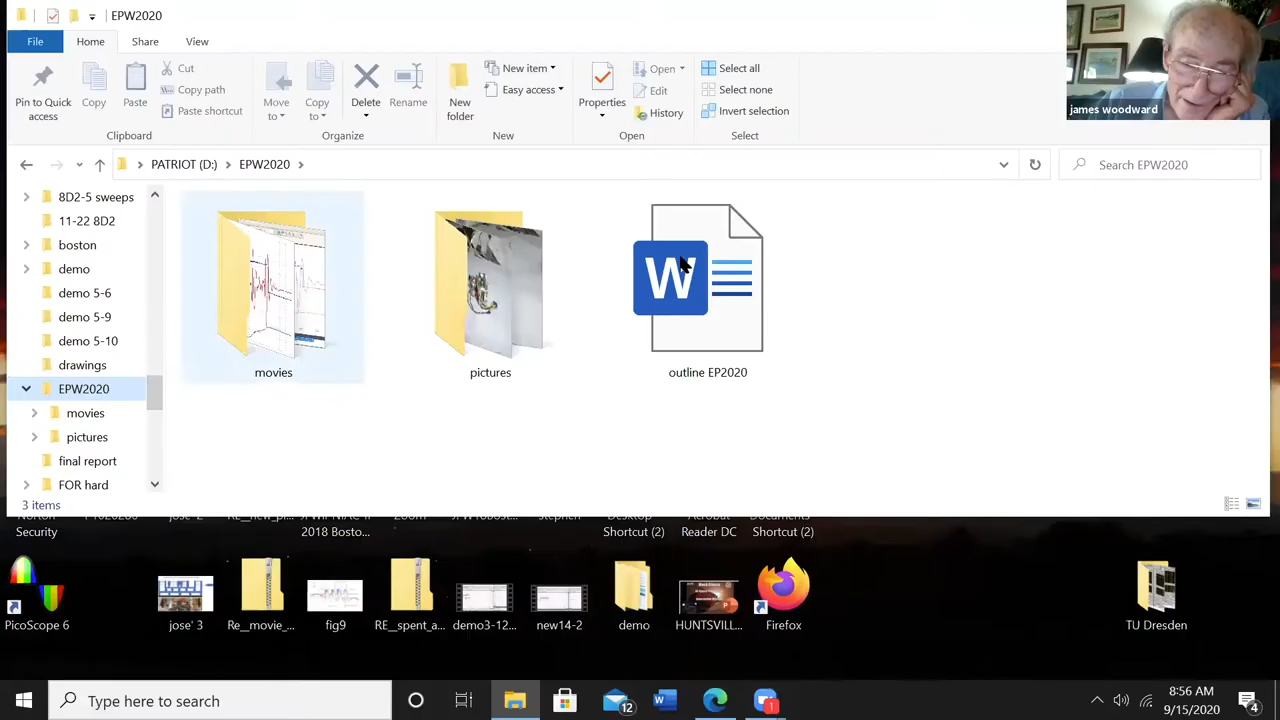 EPW2020
File
Home
Share
View
Pin to Quick access
Copy
Paste
Cut
Copy path
Paste shortcut
Clipboard
Move to
Copy to
Delete
Rename
Organize
New folder
New item
Easy access
New
Properties
Open
Edit
History
Open
Select all
Select none
Invert selection
Select
james woodward
PATRIOT (D:)
EPW2020
Search EPW2020
8D2-5 sweeps
11-22 8D2
boston
demo
demo 5-6
demo 5-9
demo 5-10
drawings
EPW2020
movies
pictures
final report
FOR hard
movies
pictures
W
outline EP2020
3 items
Security
2018 Bosto...
Shortcut (2)
Reader DC
Shortcut (2)
PicoScope 6
jose' 3
Re__movie_...
fig9
RE__spent_a...
demo3-12...
new14-2
demo
HUNTSVILL...
Firefox
TU Dresden
Type here to search
12
1
8:56 AM
9/15/2020
4